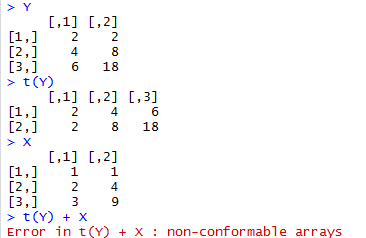 > Y
     [,1] [,2]
[1,]    2    2
[2,]    4    8
[3,]    6   18
> t(Y)
     [,1] [,2] [,3]
[1,]    2    4    6
[2,]    2    8   18
> X
     [,1] [,2]
[1,]    1    1
[2,]    2    4
[3,]    3    9
> t(Y) + X
Error in t(Y) + X : non-conformable arrays